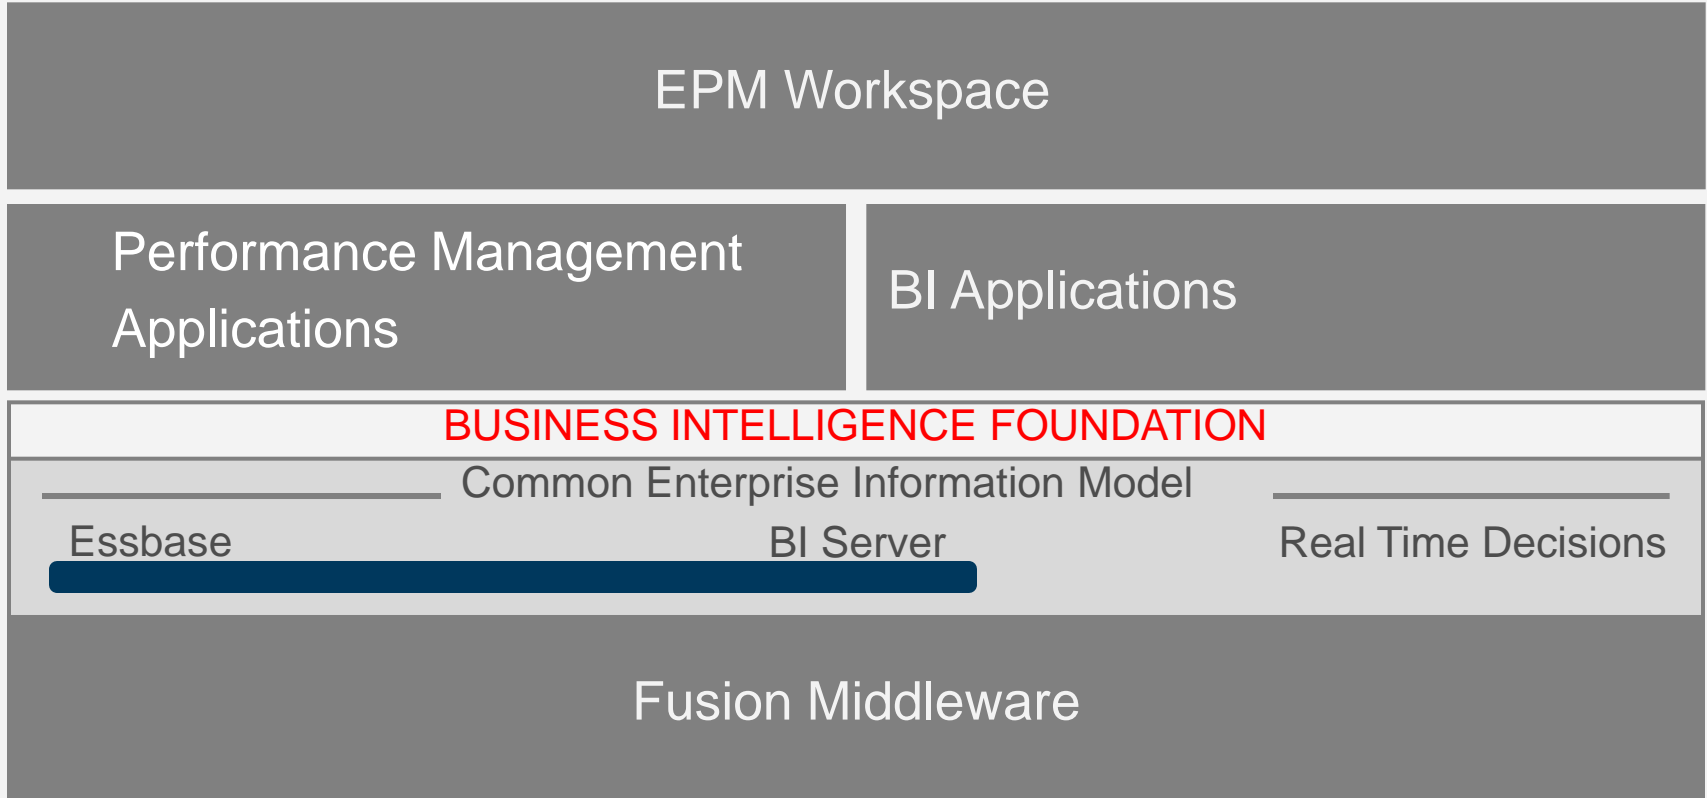 EPM Workspace
Performance Management
Applications
BI Applications
BUSINESS INTELLIGENCE FOUNDATION
Common Enterprise Information Model
Essbase BI Server Real Time Decisions
Fusion Middleware